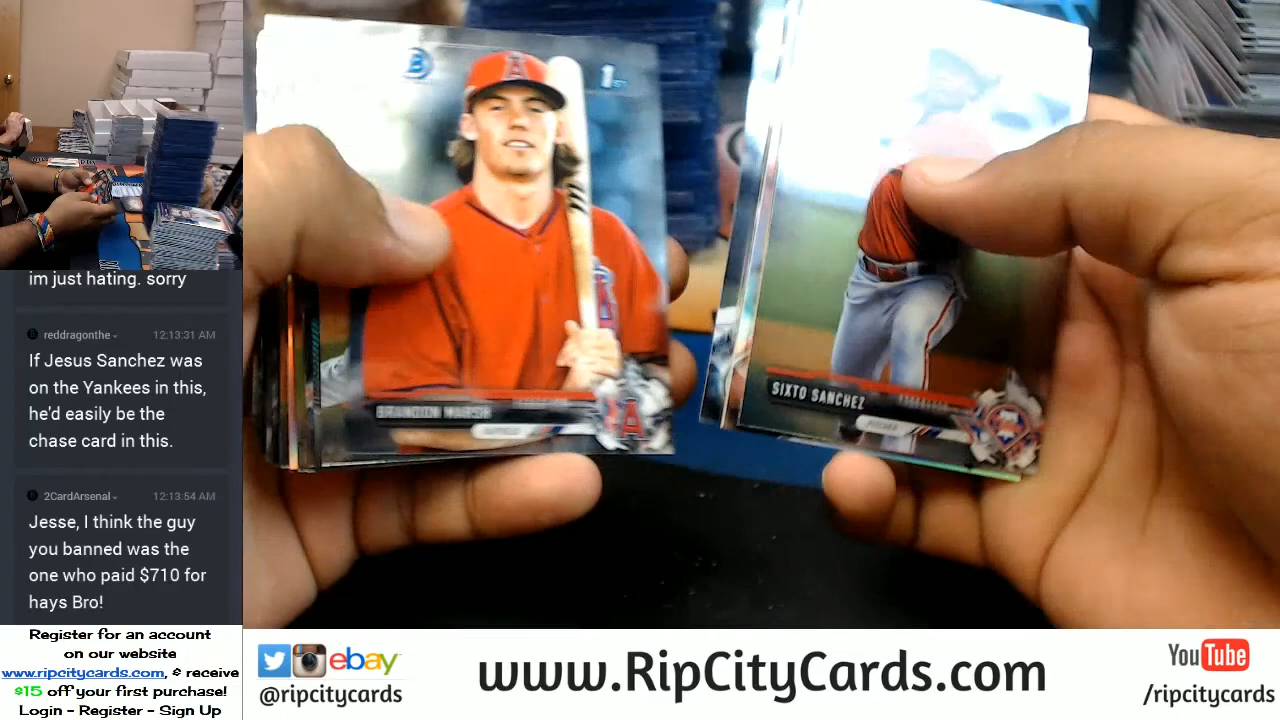 im just hating. sorry
reddragonthe 12:13:31 AM
If Jesus Sanchez was
on the Yankees in this,
he'd easily be the
chase card in this.
2CardArsenal 12:13:54 AM
Jesse, I think the guy
you banned was the
one who paid $710 for
hays Bro!
Register for an account
on our website
www.ripcitycards.com, & receive
$15 off your first purchase!
Login - Register - Sign Up
B
1ST
A
BRANDON MARSH
A
SIXTO SANCHEZ
PITCHER
ebay
@ripcitycards
www.RipCityCards.com
YouTube
/ripcitycards